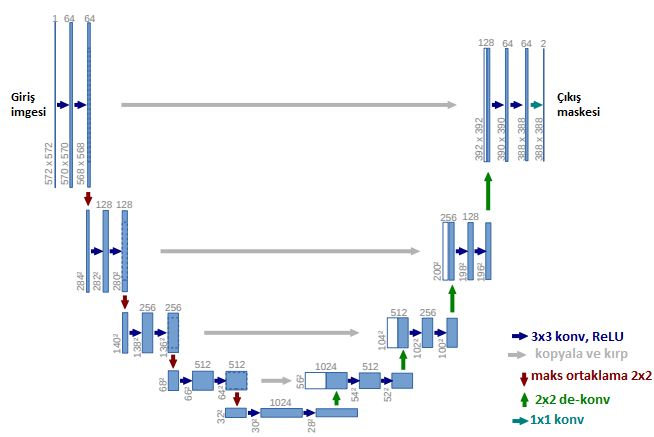 1 64 64
128 64 64 2
Giriş
imgesi
Çıkış
maskesi
572 x 572
570 x 570
568 x 568
392 x 392
390 x 390
388 x 388
388 x 388
128 128
256 128
284²
282²
280²
200²
198²
196²
256 256
512 256
140²
138²
136²
104²
102²
100²
512 512
1024 512
68²
66²
64²
56²
54²
52²
1024
32²
30²
28²
3x3 konv, ReLU
kopyala ve kırp
maks ortaklama 2x2
2x2 de-konv
1x1 konv